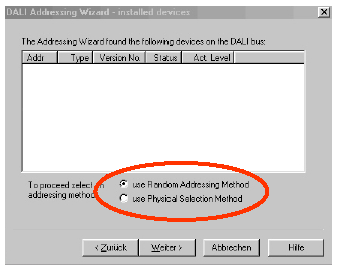 DALI Addressing Wizard - installed devices
The Addressing Wizard found the following devices on the DALI bus:
Addr Type Version No. Status Act. Level
To proceed select an
addressing method
use Random Addressing Method
use Physical Selection Method
< Zurück Weiter > Abbrechen Hilfe